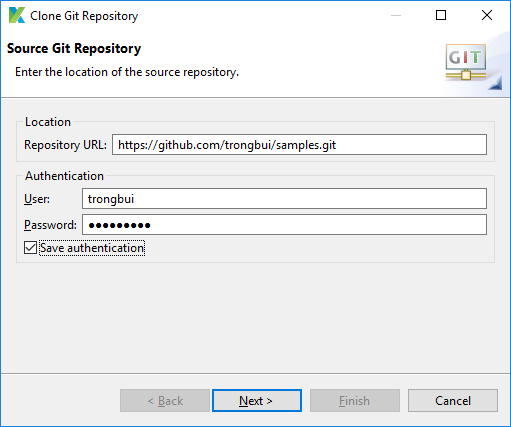 Clone Git Repository
Source Git Repository
Enter the location of the source repository.
GIT
Location
Repository URL: https://github.com/trongbui/samples.git
Authentication
User: trongbui
Password: ●●●●●●●●●
Save authentication
< Back Next > Finish Cancel